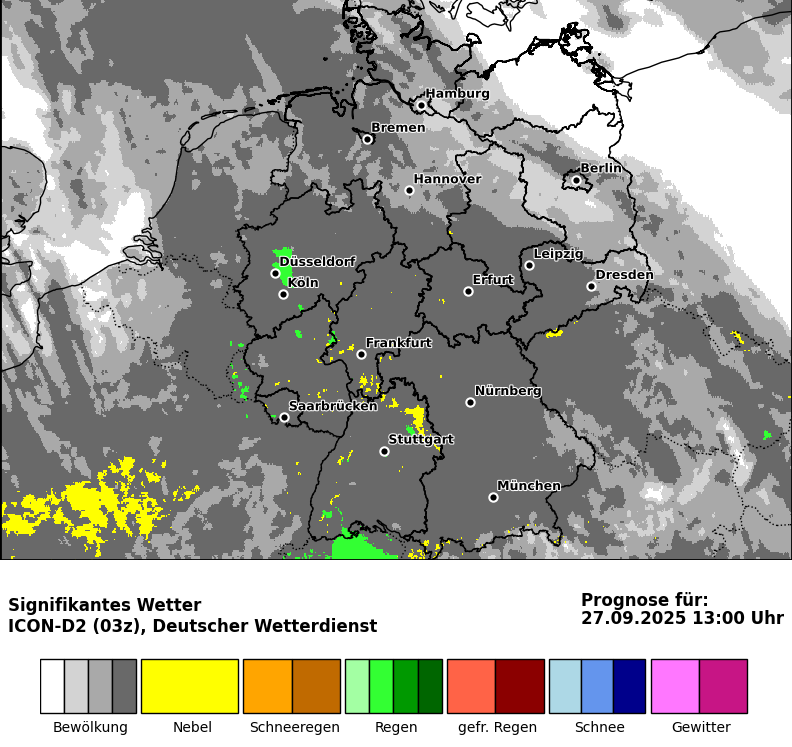 Hamburg
Bremen
Berlin
Hannover
Leipzig
Düsseldorf
Dresden
Köln
Erfurt
Frankfurt
Nürnberg
Saarbrücken
Stuttgart
München
Signifikantes Wetter
ICON-D2 (03z), Deutscher Wetterdienst
Prognose für:
27.09.2025 13:00 Uhr
Bewölkung Nebel Schneeregen Regen gefr. Regen Schnee Gewitter